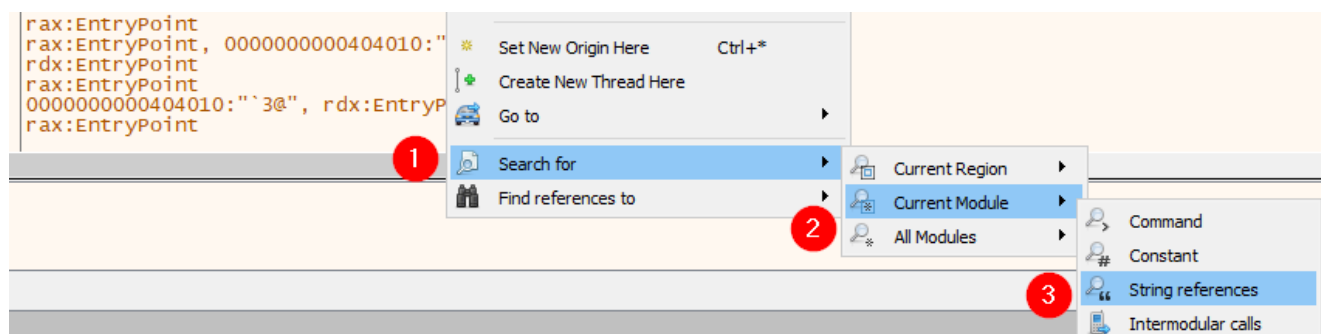 rax:EntryPoint
rax:EntryPoint, 0000000000404010:"
rdx:EntryPoint
rax:EntryPoint
0000000000404010:"`3@", rdx:EntryP
rax:EntryPoint
Set New Origin Here Ctrl+*
Create New Thread Here
Go to
1 Search for
Find references to
Current Region
2 Current Module
All Modules
Command
Constant
3 String references
Intermodular calls